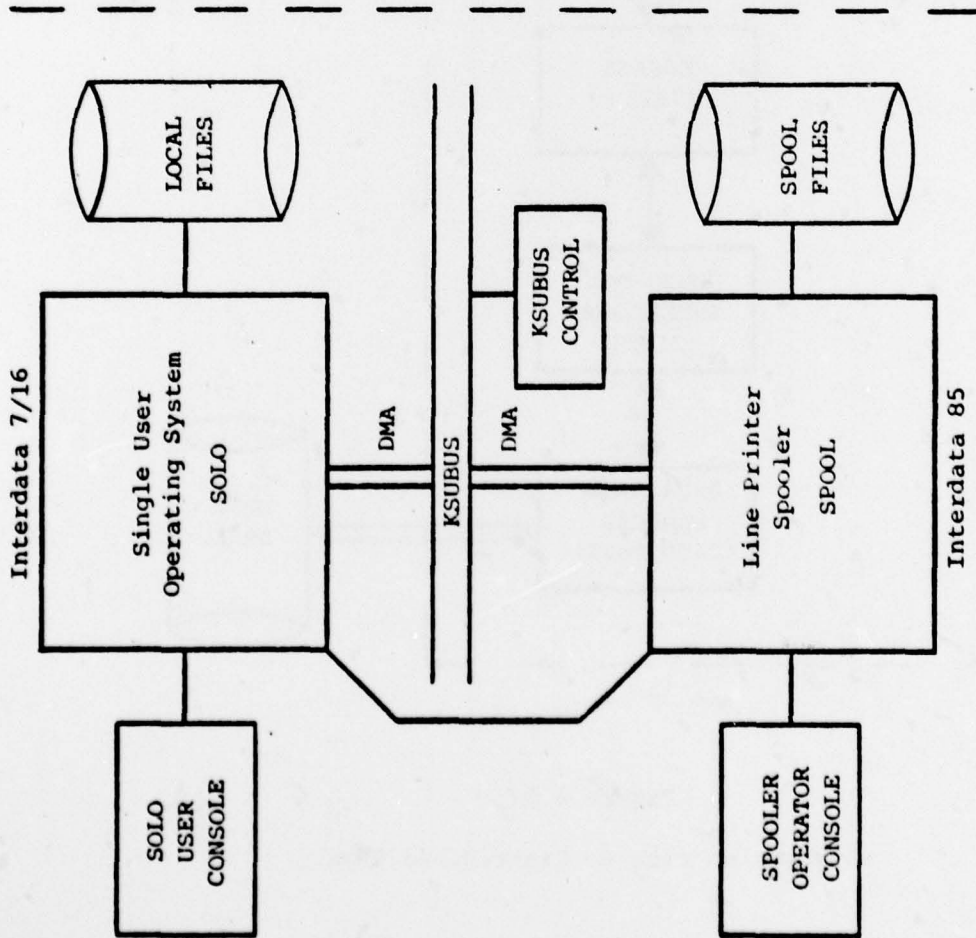 Interdata 7/16
SOLO
USER
CONSOLE
Single User
Operating System
SOLO
LOCAL
FILES
DMA
KSUBUS
DMA
KSUBUS
CONTROL
SPOOLER
OPERATOR
CONSOLE
Line Printer
Spooler
SPOOL
SPOOL
FILES
Interdata 85